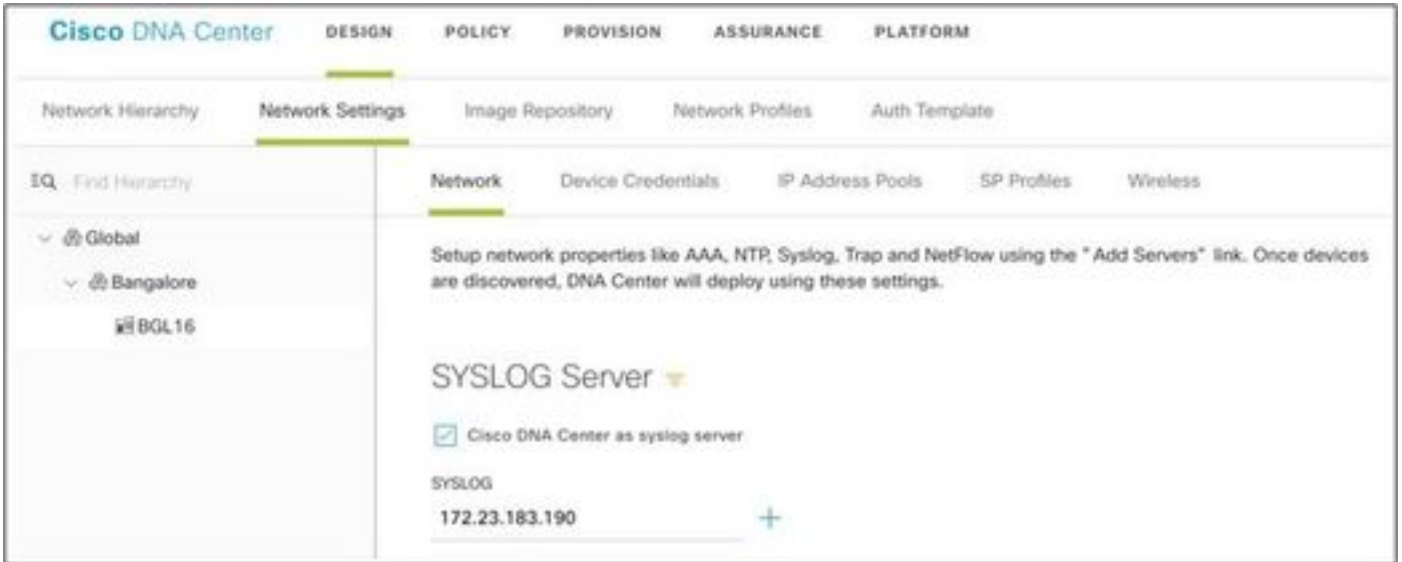 Cisco DNA Center DESIGN POLICY PROVISION ASSURANCE PLATFORM
Network Hierarchy Network Settings Image Repository Network Profiles Auth Template
Find Hierarchy
Global
Bangalore
BGL16
Network Device Credentials IP Address Pools SP Profiles Wireless
Setup network properties like AAA, NTP, Syslog, Trap and NetFlow using the "Add Servers" link. Once devices
are discovered, DNA Center will deploy using these settings.
SYSLOG Server
Cisco DNA Center as syslog server
SYSLOG
172.23.183.190